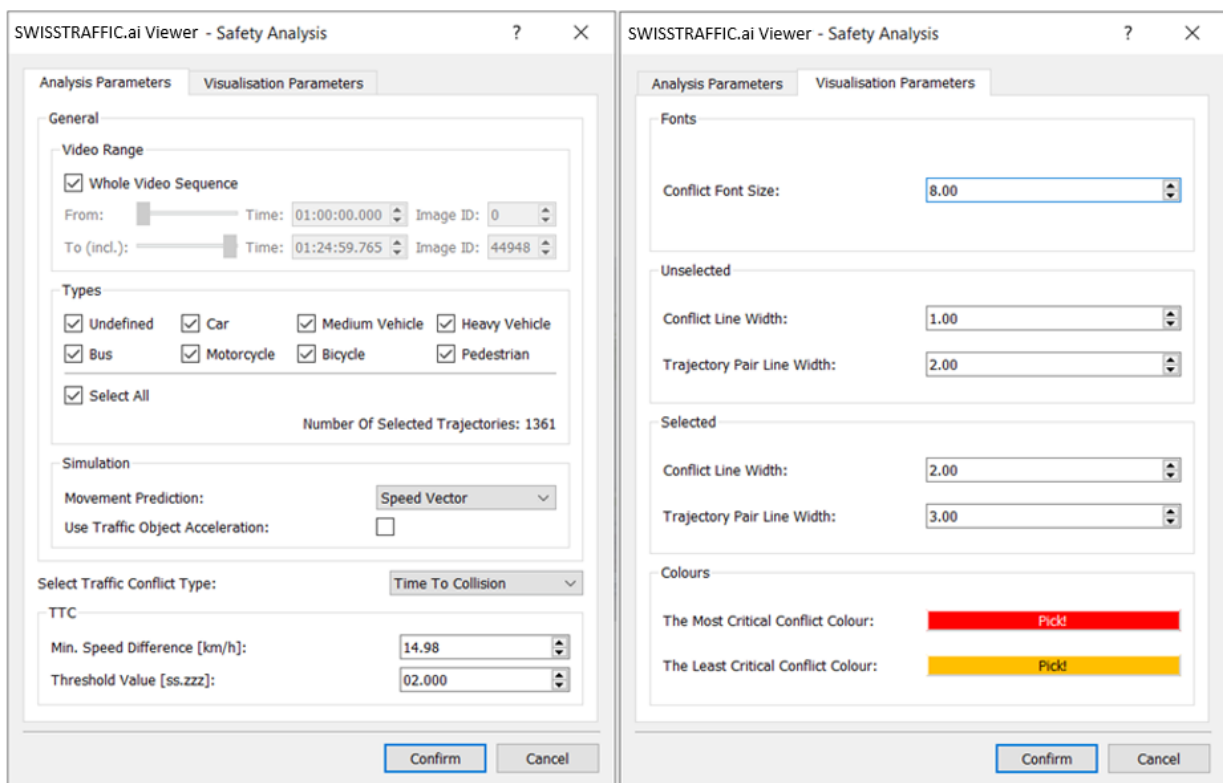 SWISSTRAFFIC.ai Viewer - Safety Analysis ?
Analysis Parameters Visualisation Parameters
General
Video Range
Whole Video Sequence
From: Time: 01:00:00.000 Image ID: 0
To (incl.): Time: 01:24:59.765 Image ID: 44948
Types
Undefined Car Medium Vehicle Heavy Vehicle
Bus Motorcycle Bicycle Pedestrian
Select All
Number Of Selected Trajectories: 1361
Simulation
Movement Prediction: Speed Vector
Use Traffic Object Acceleration:
Select Traffic Conflict Type: Time To Collision
TTC
Min. Speed Difference [km/h]: 14.98
Threshold Value [ss.zzz]: 02.000
Confirm Cancel
SWISSTRAFFIC.ai Viewer - Safety Analysis ?
Analysis Parameters Visualisation Parameters
Fonts
Conflict Font Size: 8.00
Unselected
Conflict Line Width: 1.00
Trajectory Pair Line Width: 2.00
Selected
Conflict Line Width: 2.00
Trajectory Pair Line Width: 3.00
Colours
The Most Critical Conflict Colour: Pick!
The Least Critical Conflict Colour: Pick!
Confirm Cancel